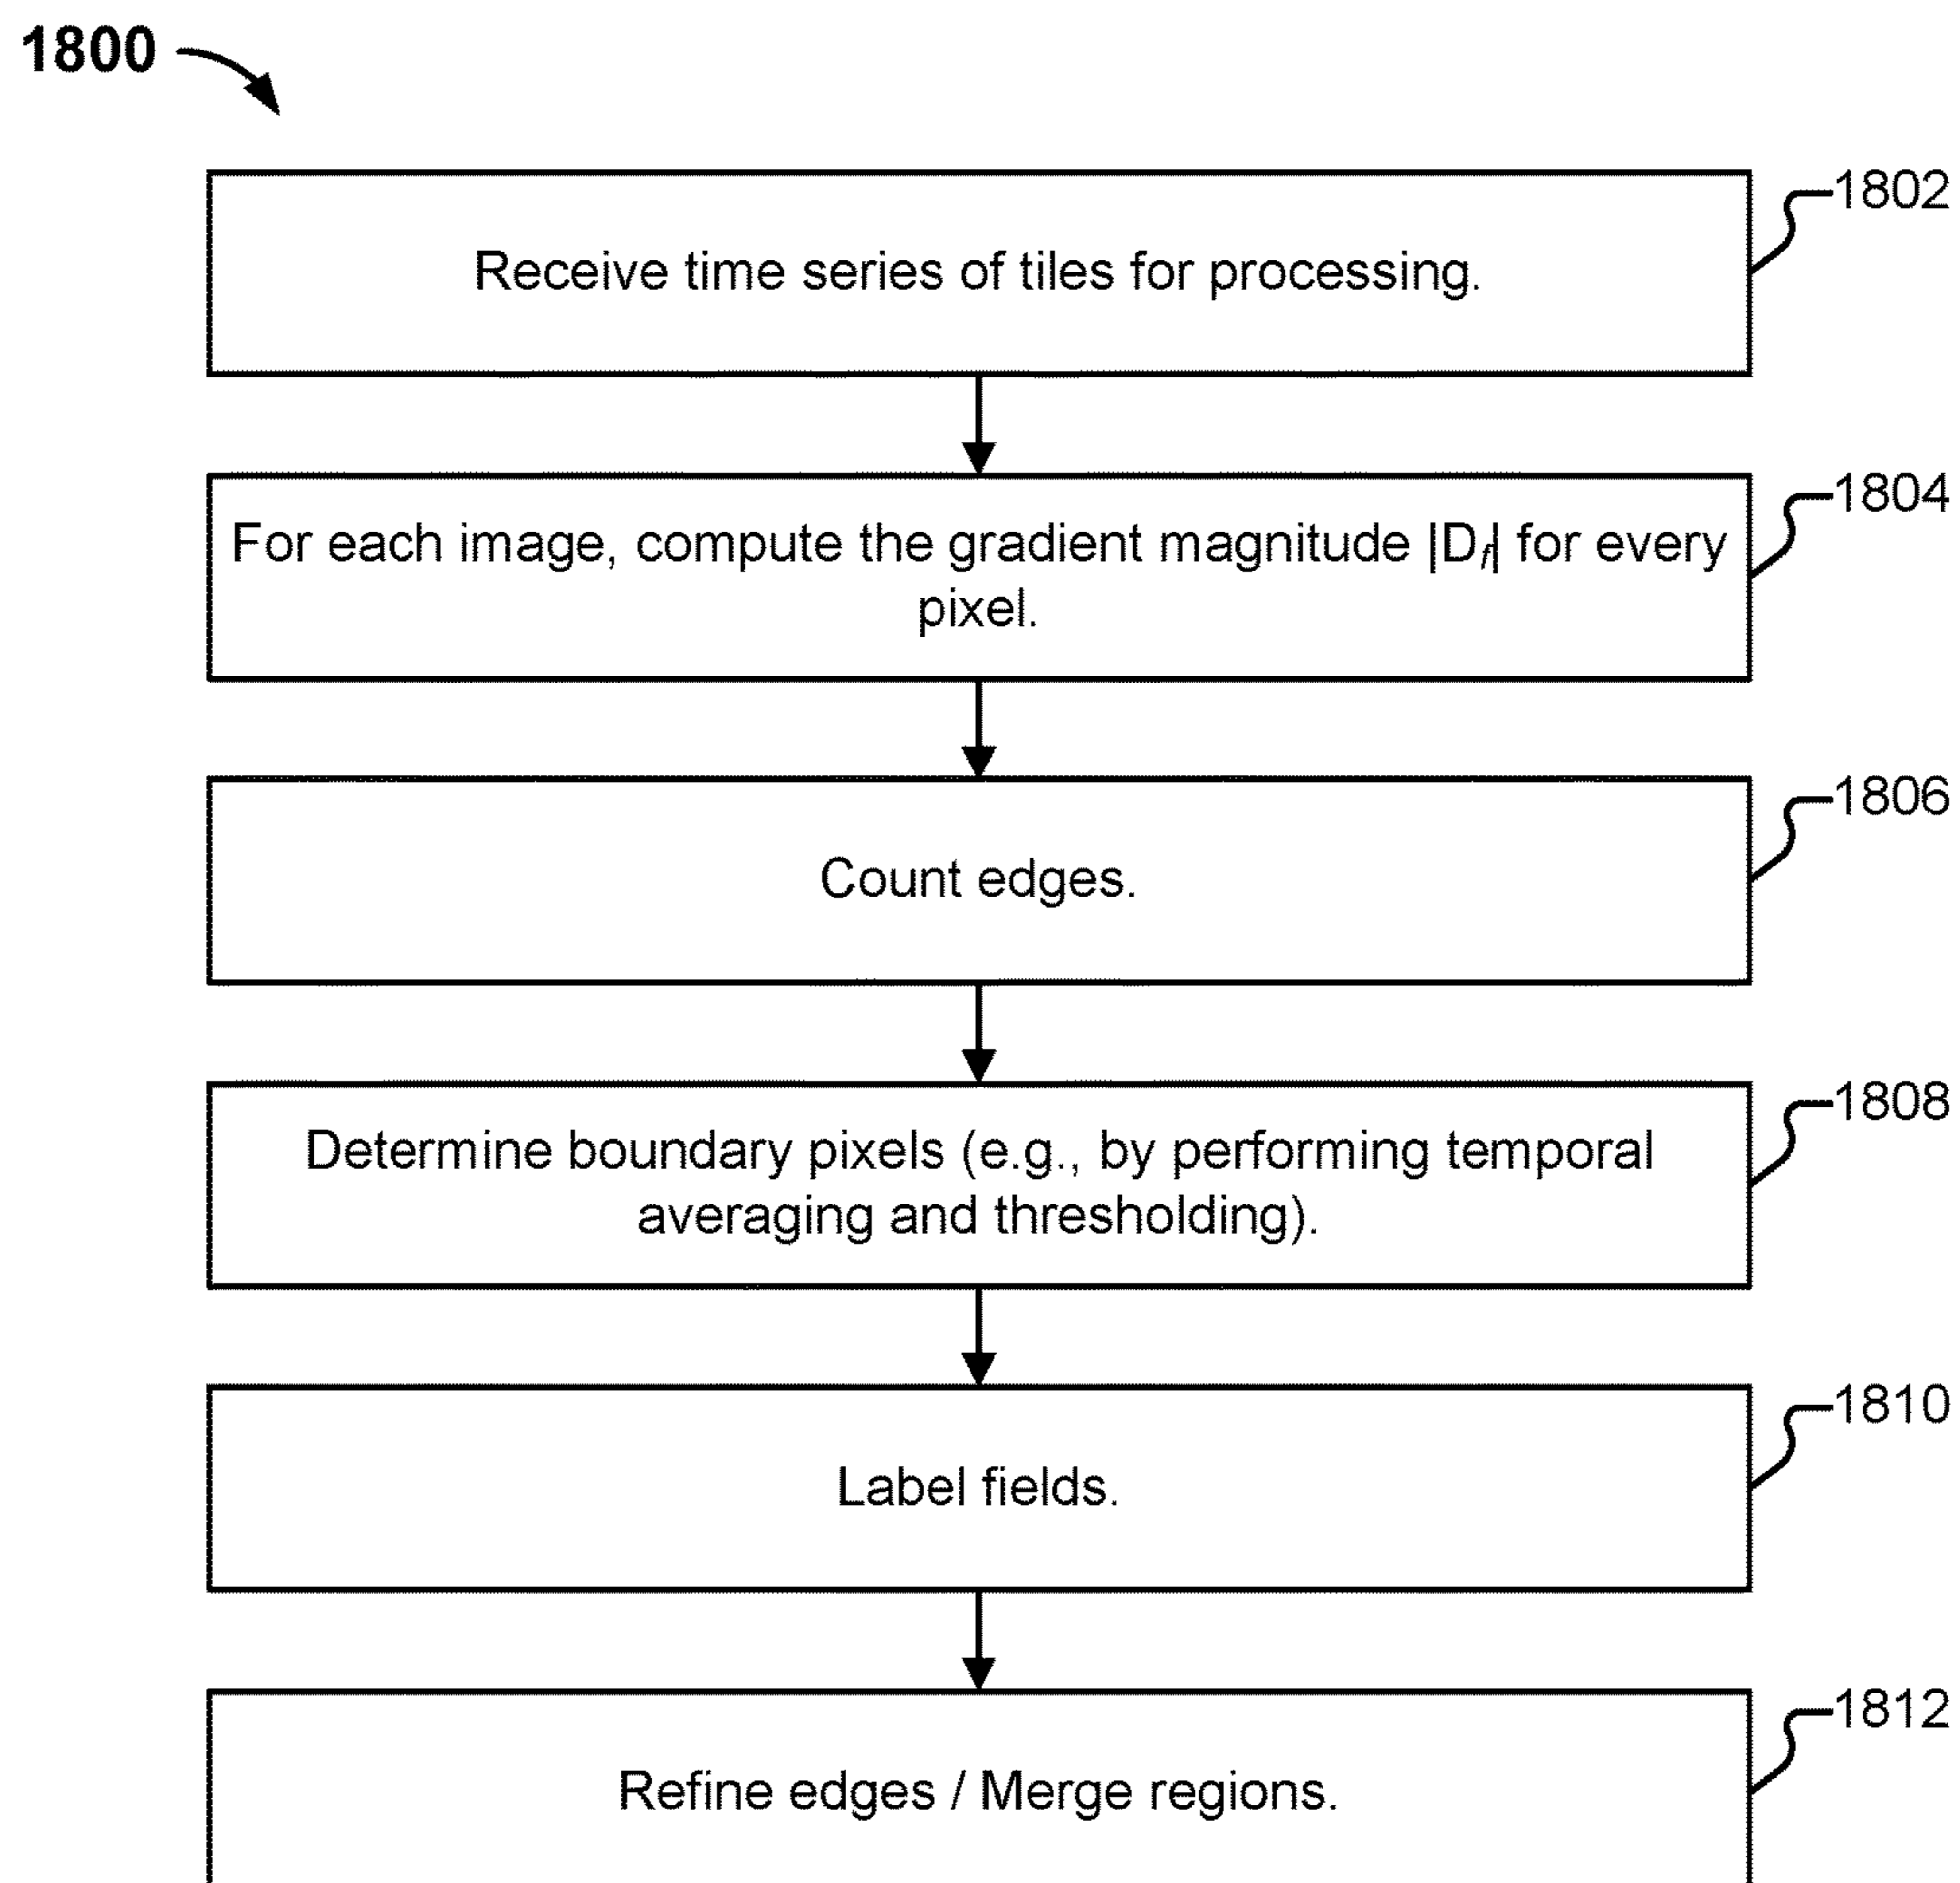 1800
1802
Receive time series of tiles for processing.
1804
For each image, compute the gradient magnitude |Df| for every
pixel.
1806
Count edges.
1808
Determine boundary pixels (e.g., by performing temporal
averaging and thresholding).
1810
Label fields.
1812
Refine edges / Merge regions.